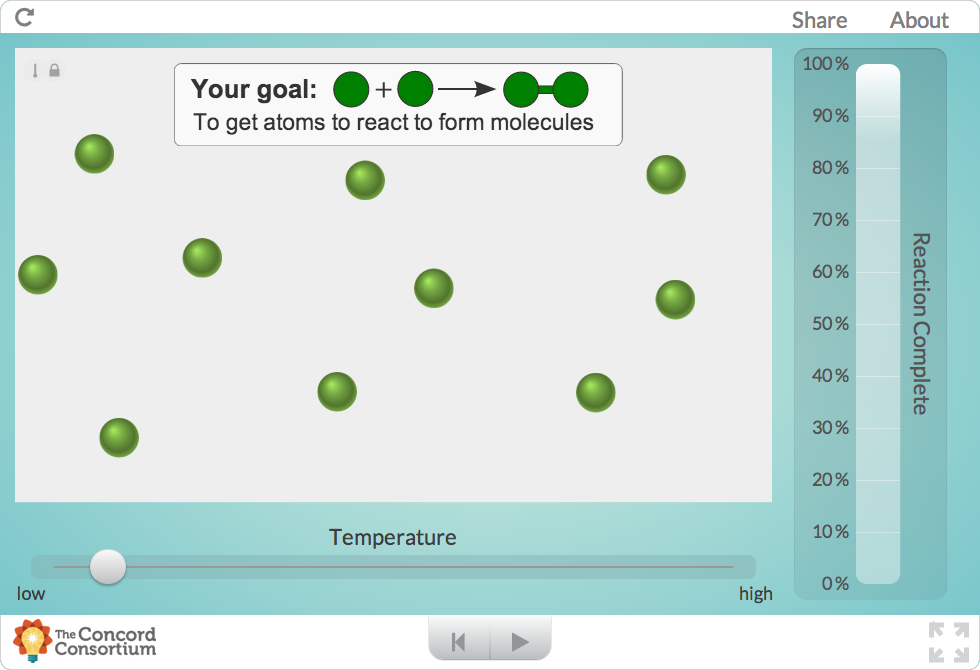 Share About
Your goal: + 
To get atoms to react to form molecules
100 %
90 %
80 %
70 %
60 %
50 %
40 %
30 %
20 %
10 %
0 %
Reaction Complete
Temperature
low high
The Concord
Consortium